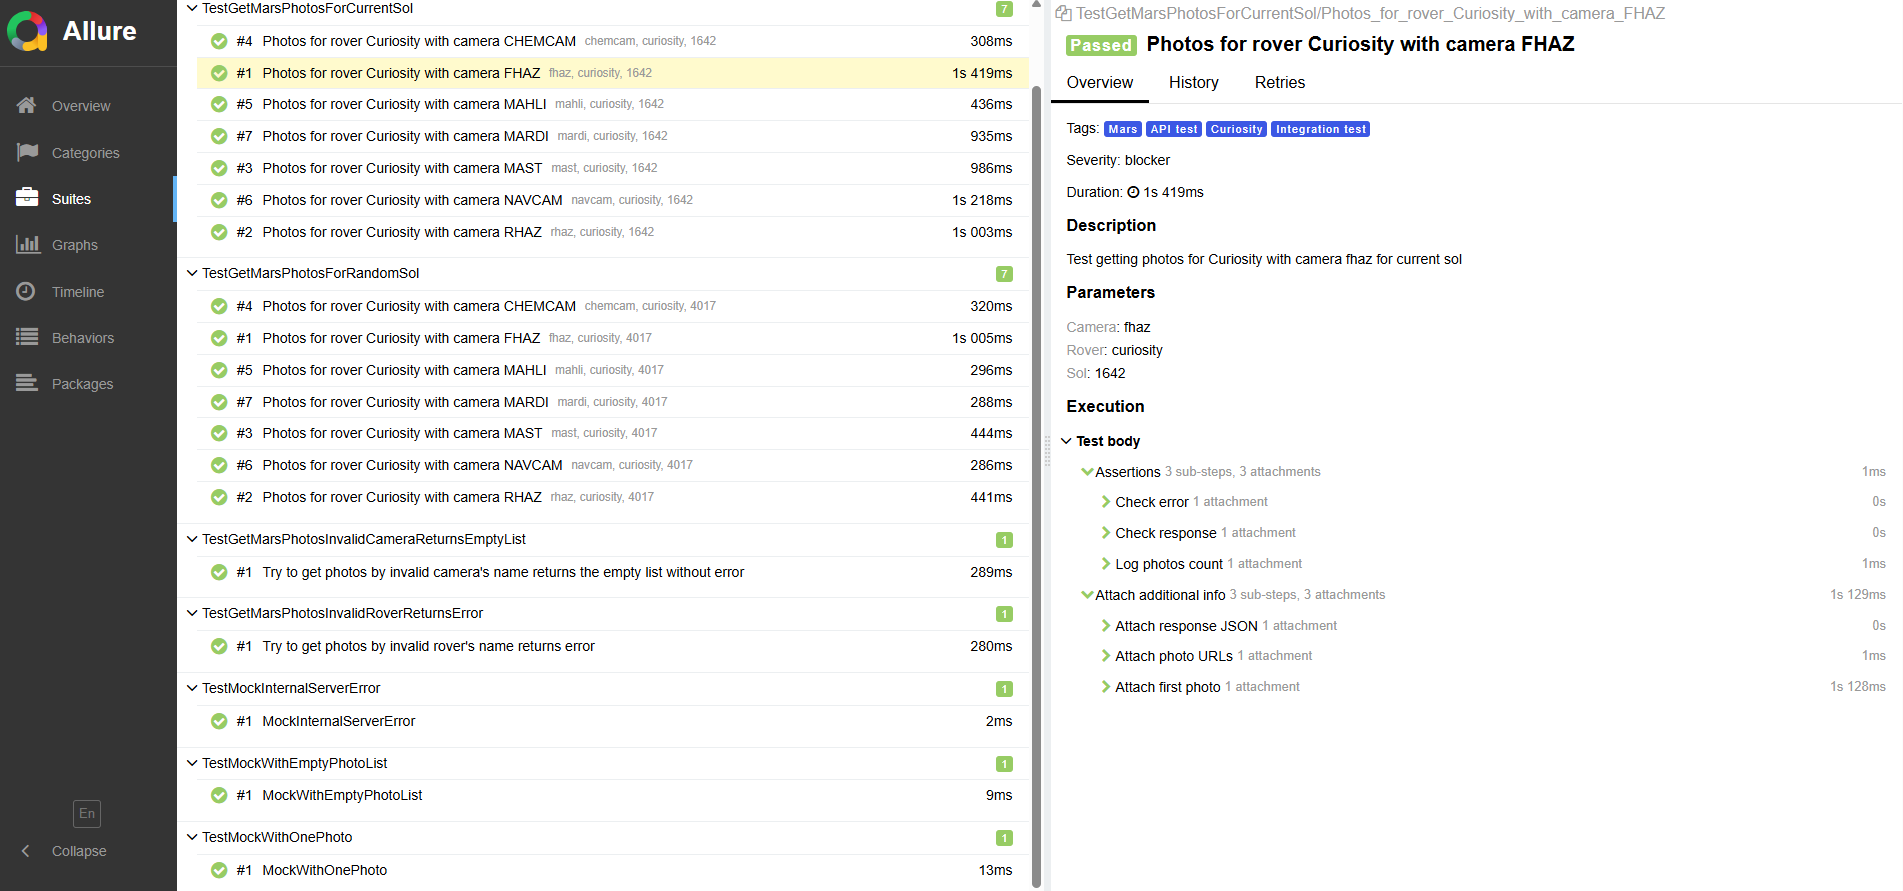 Allure
Overview
Categories
Suites
Graphs
Timeline
Behaviors
Packages
En
Collapse
TestGetMarsPhotosForCurrentSol 7
#4 Photos for rover Curiosity with camera CHEMCAM chemcam, curiosity, 1642 308ms
#1 Photos for rover Curiosity with camera FHAZ fhaz, curiosity, 1642 1s 419ms
#5 Photos for rover Curiosity with camera MAHLI mahli, curiosity, 1642 436ms
#7 Photos for rover Curiosity with camera MARDI mardi, curiosity, 1642 935ms
#3 Photos for rover Curiosity with camera MAST mast, curiosity, 1642 986ms
#6 Photos for rover Curiosity with camera NAVCAM navcam, curiosity, 1642 1s 218ms
#2 Photos for rover Curiosity with camera RHAZ rhaz, curiosity, 1642 1s 003ms
TestGetMarsPhotosForRandomSol 7
#4 Photos for rover Curiosity with camera CHEMCAM chemcam, curiosity, 4017 320ms
#1 Photos for rover Curiosity with camera FHAZ fhaz, curiosity, 4017 1s 005ms
#5 Photos for rover Curiosity with camera MAHLI mahli, curiosity, 4017 296ms
#7 Photos for rover Curiosity with camera MARDI mardi, curiosity, 4017 288ms
#3 Photos for rover Curiosity with camera MAST mast, curiosity, 4017 444ms
#6 Photos for rover Curiosity with camera NAVCAM navcam, curiosity, 4017 286ms
#2 Photos for rover Curiosity with camera RHAZ rhaz, curiosity, 4017 441ms
TestGetMarsPhotosInvalidCameraReturnsEmptyList 1
#1 Try to get photos by invalid camera's name returns the empty list without error 289ms
TestGetMarsPhotosInvalidRoverReturnsError 1
#1 Try to get photos by invalid rover's name returns error 280ms
TestMockInternalServerError 1
#1 MockInternalServerError 2ms
TestMockWithEmptyPhotoList 1
#1 MockWithEmptyPhotoList 9ms
TestMockWithOnePhoto 1
#1 MockWithOnePhoto 13ms
TestGetMarsPhotosForCurrentSol/Photos_for_rover_Curiosity_with_camera_FHAZ
Passed Photos for rover Curiosity with camera FHAZ
Overview History Retries
Tags: Mars API test Curiosity Integration test
Severity: blocker
Duration: 1s 419ms
Description
Test getting photos for Curiosity with camera fhaz for current sol
Parameters
Camera: fhaz
Rover: curiosity
Sol: 1642
Execution
Test body
Assertions 3 sub-steps, 3 attachments 1ms
Check error 1 attachment 0s
Check response 1 attachment 0s
Log photos count 1 attachment 1ms
Attach additional info 3 sub-steps, 3 attachments 1s 129ms
Attach response JSON 1 attachment 0s
Attach photo URLs 1 attachment 1ms
Attach first photo 1 attachment 1s 128ms